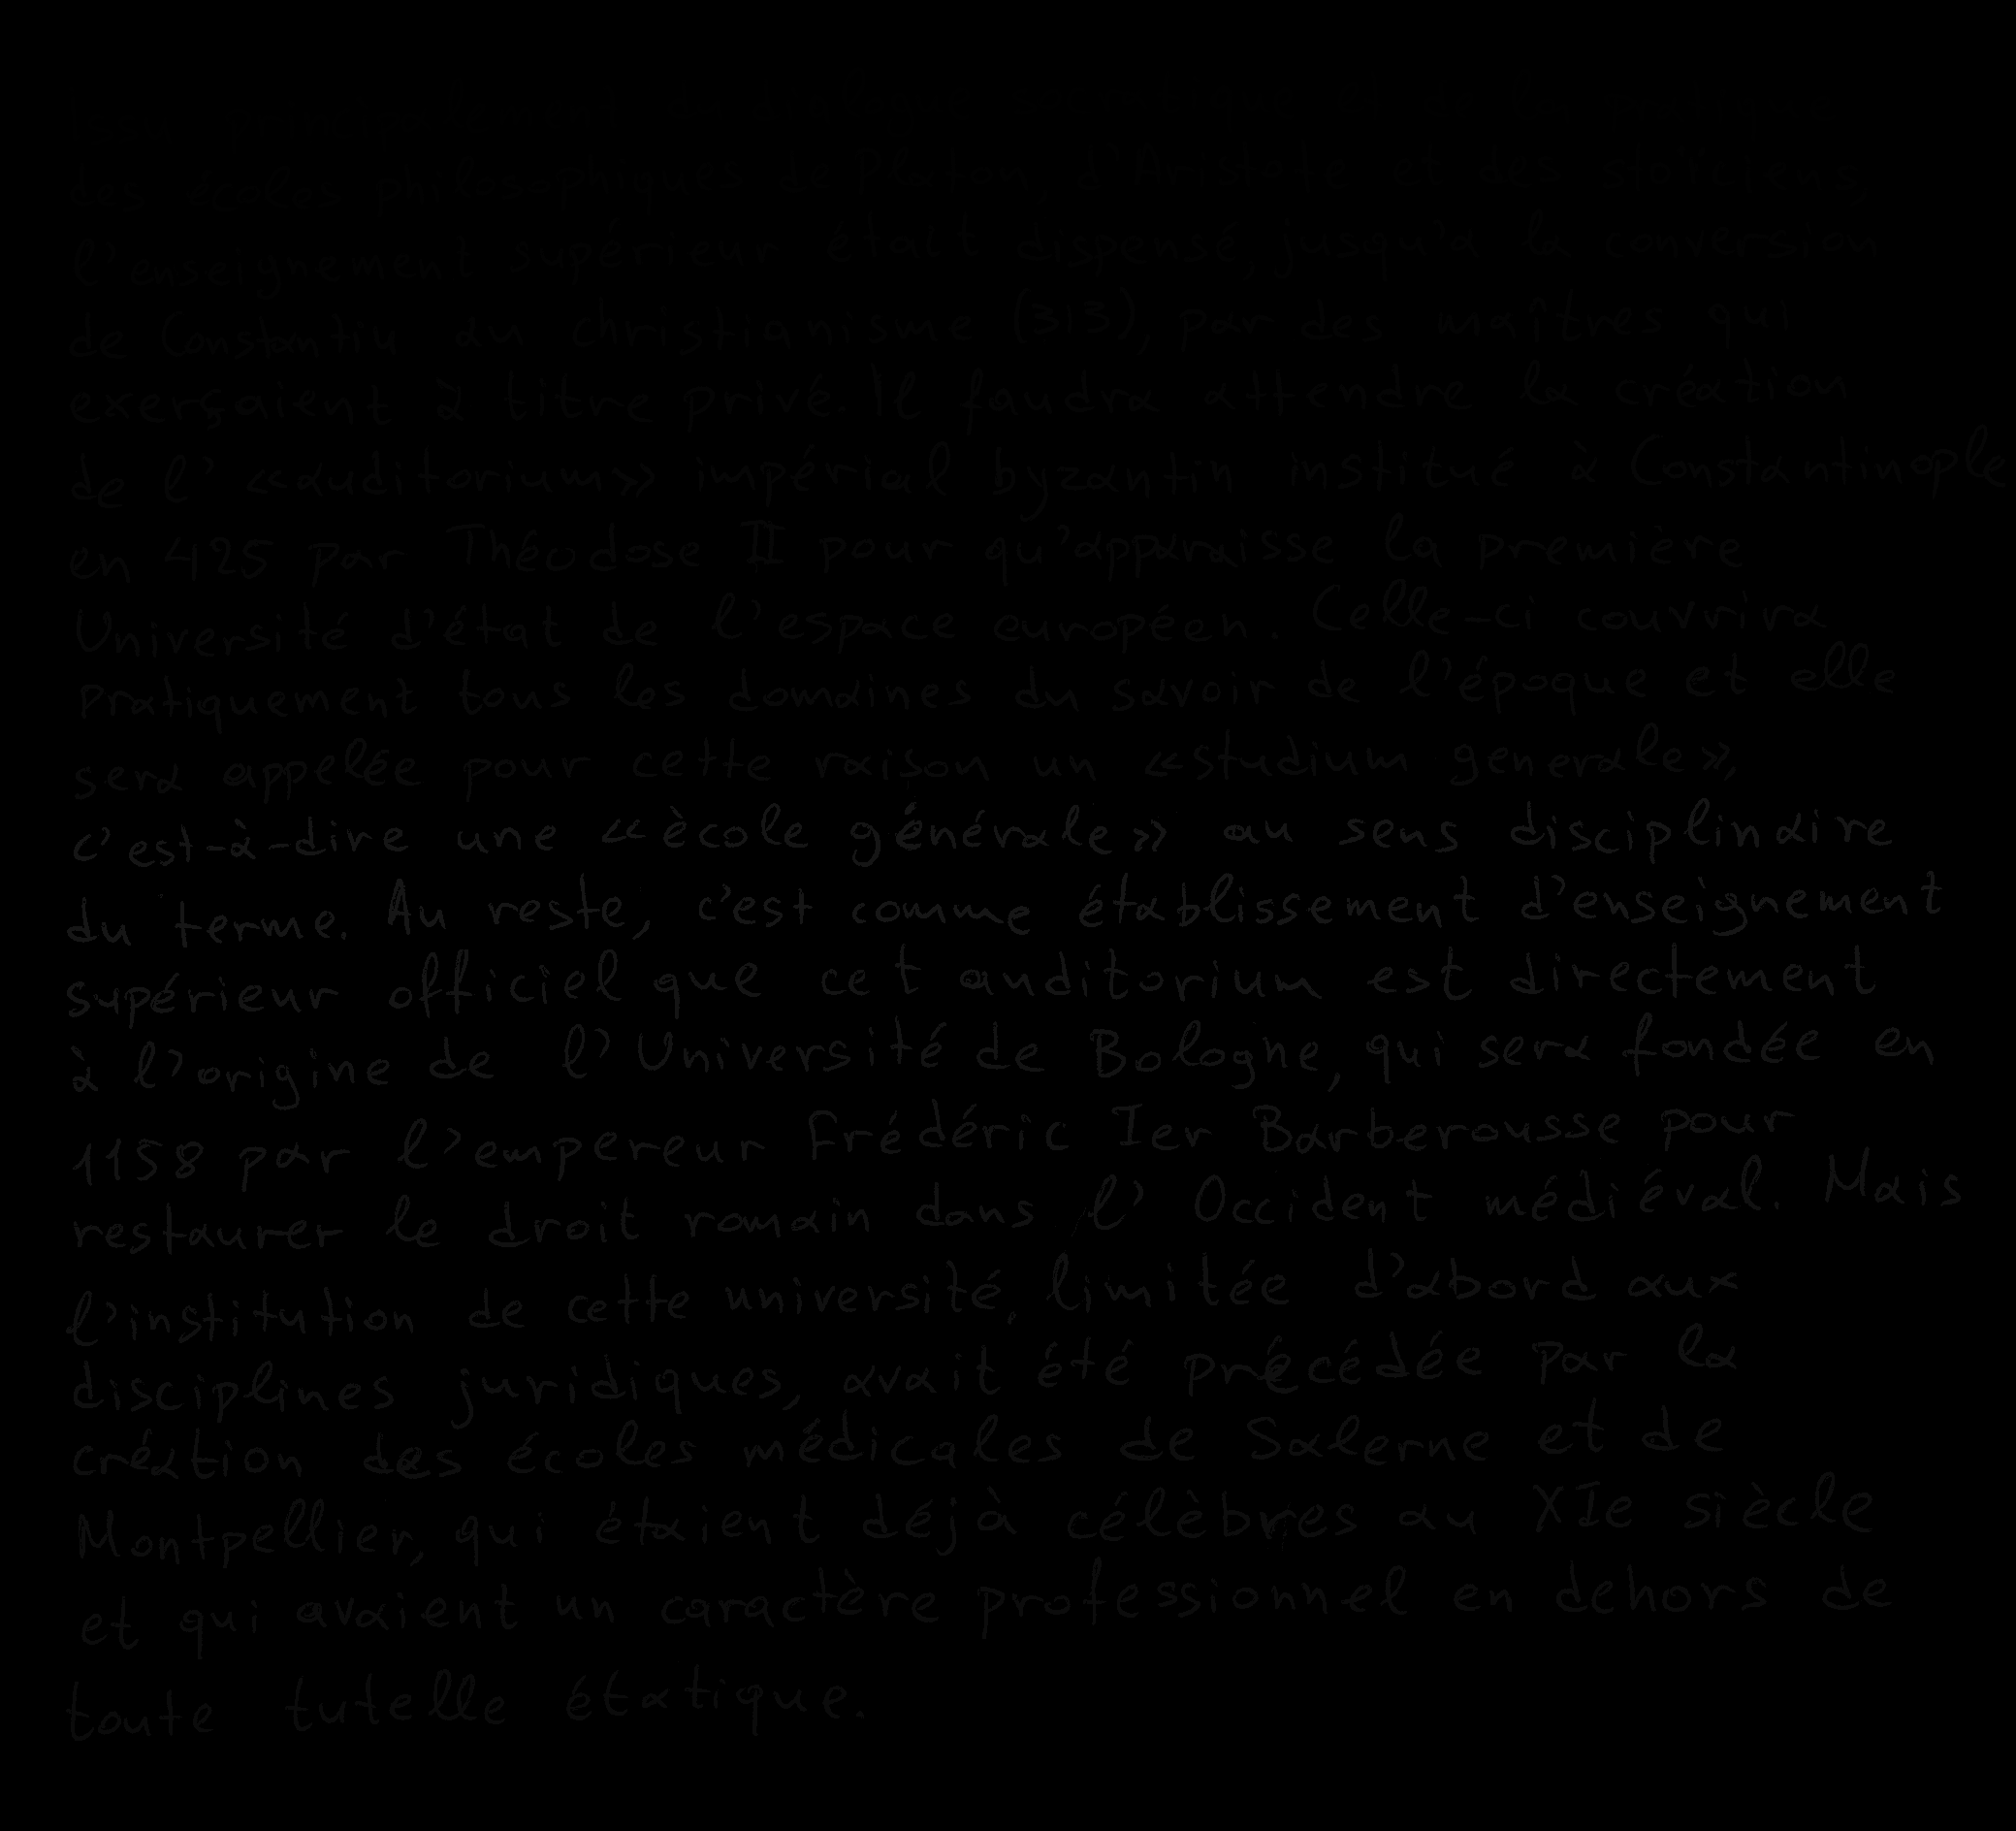 des écoles philosophiques de Platon, d'Aristote et des stoïciens,
l'enseignement supérieur était dispensé, jusqu'à la conversion
de Constantin au christianisme (313), par des maîtres qui
exerçaient à titre privé. Il faudra attendre la création
de l' «auditorium» impérial byzantin institué à Constantinople
en 425 par Théodose II pour qu'apparaisse la première
Université d'état de l'espace européen. Celle-ci couvrira
pratiquement tous les domaines du savoir de l'époque et elle
sera appelée pour cette raison un «studium generale»,
c'est-à-dire une «ècole générale» au sens disciplinaire
du terme. Au reste, c'est comme établissement d'enseignement
supérieur officiel que cet auditorium est directement
à l'origine de l'Université de Bologne, qui sera fondée en
1158 par l'empereur Frédéric Ier Barberousse pour
restaurer le droit romain dans l' Occident médiéval. Mais
l'institution de cette université, limitée d'abord aux
disciplines juridiques, avait été précédée par la
création des écoles médicales de Salerne et de
Montpellier, qui étaient déjà célèbres au XIe siècle
et qui avaient un caractère professionnel en dehors de
toute tutelle étatique.